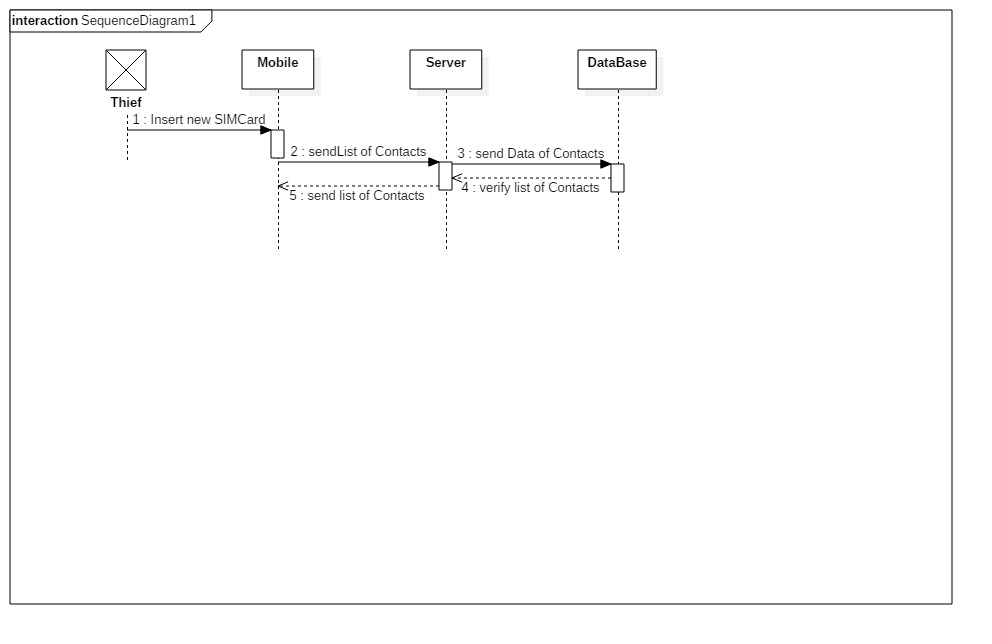 interaction SequenceDiagram1
Mobile
Server
DataBase
Thief
1 : Insert new SIMCard
2 : sendList of Contacts
3 : send Data of Contacts
4 : verify list of Contacts
5 : send list of Contacts